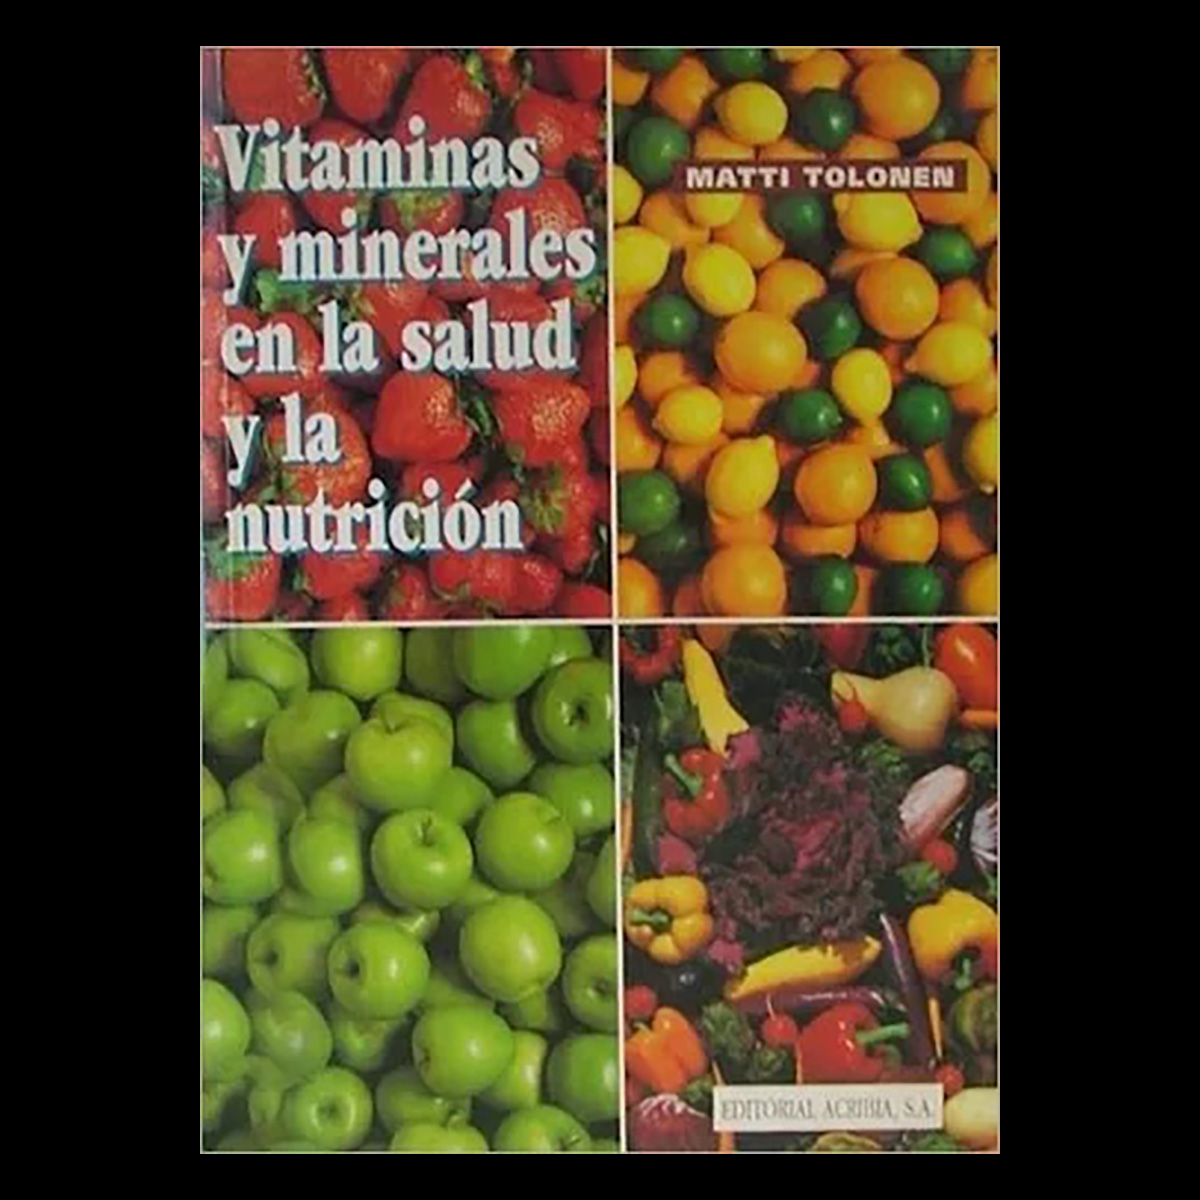 Vitaminas
y minerales
en la salud
y la
nutrición
MATTI TOLONEN
EDITORIAL ACRIBIA, S.A.